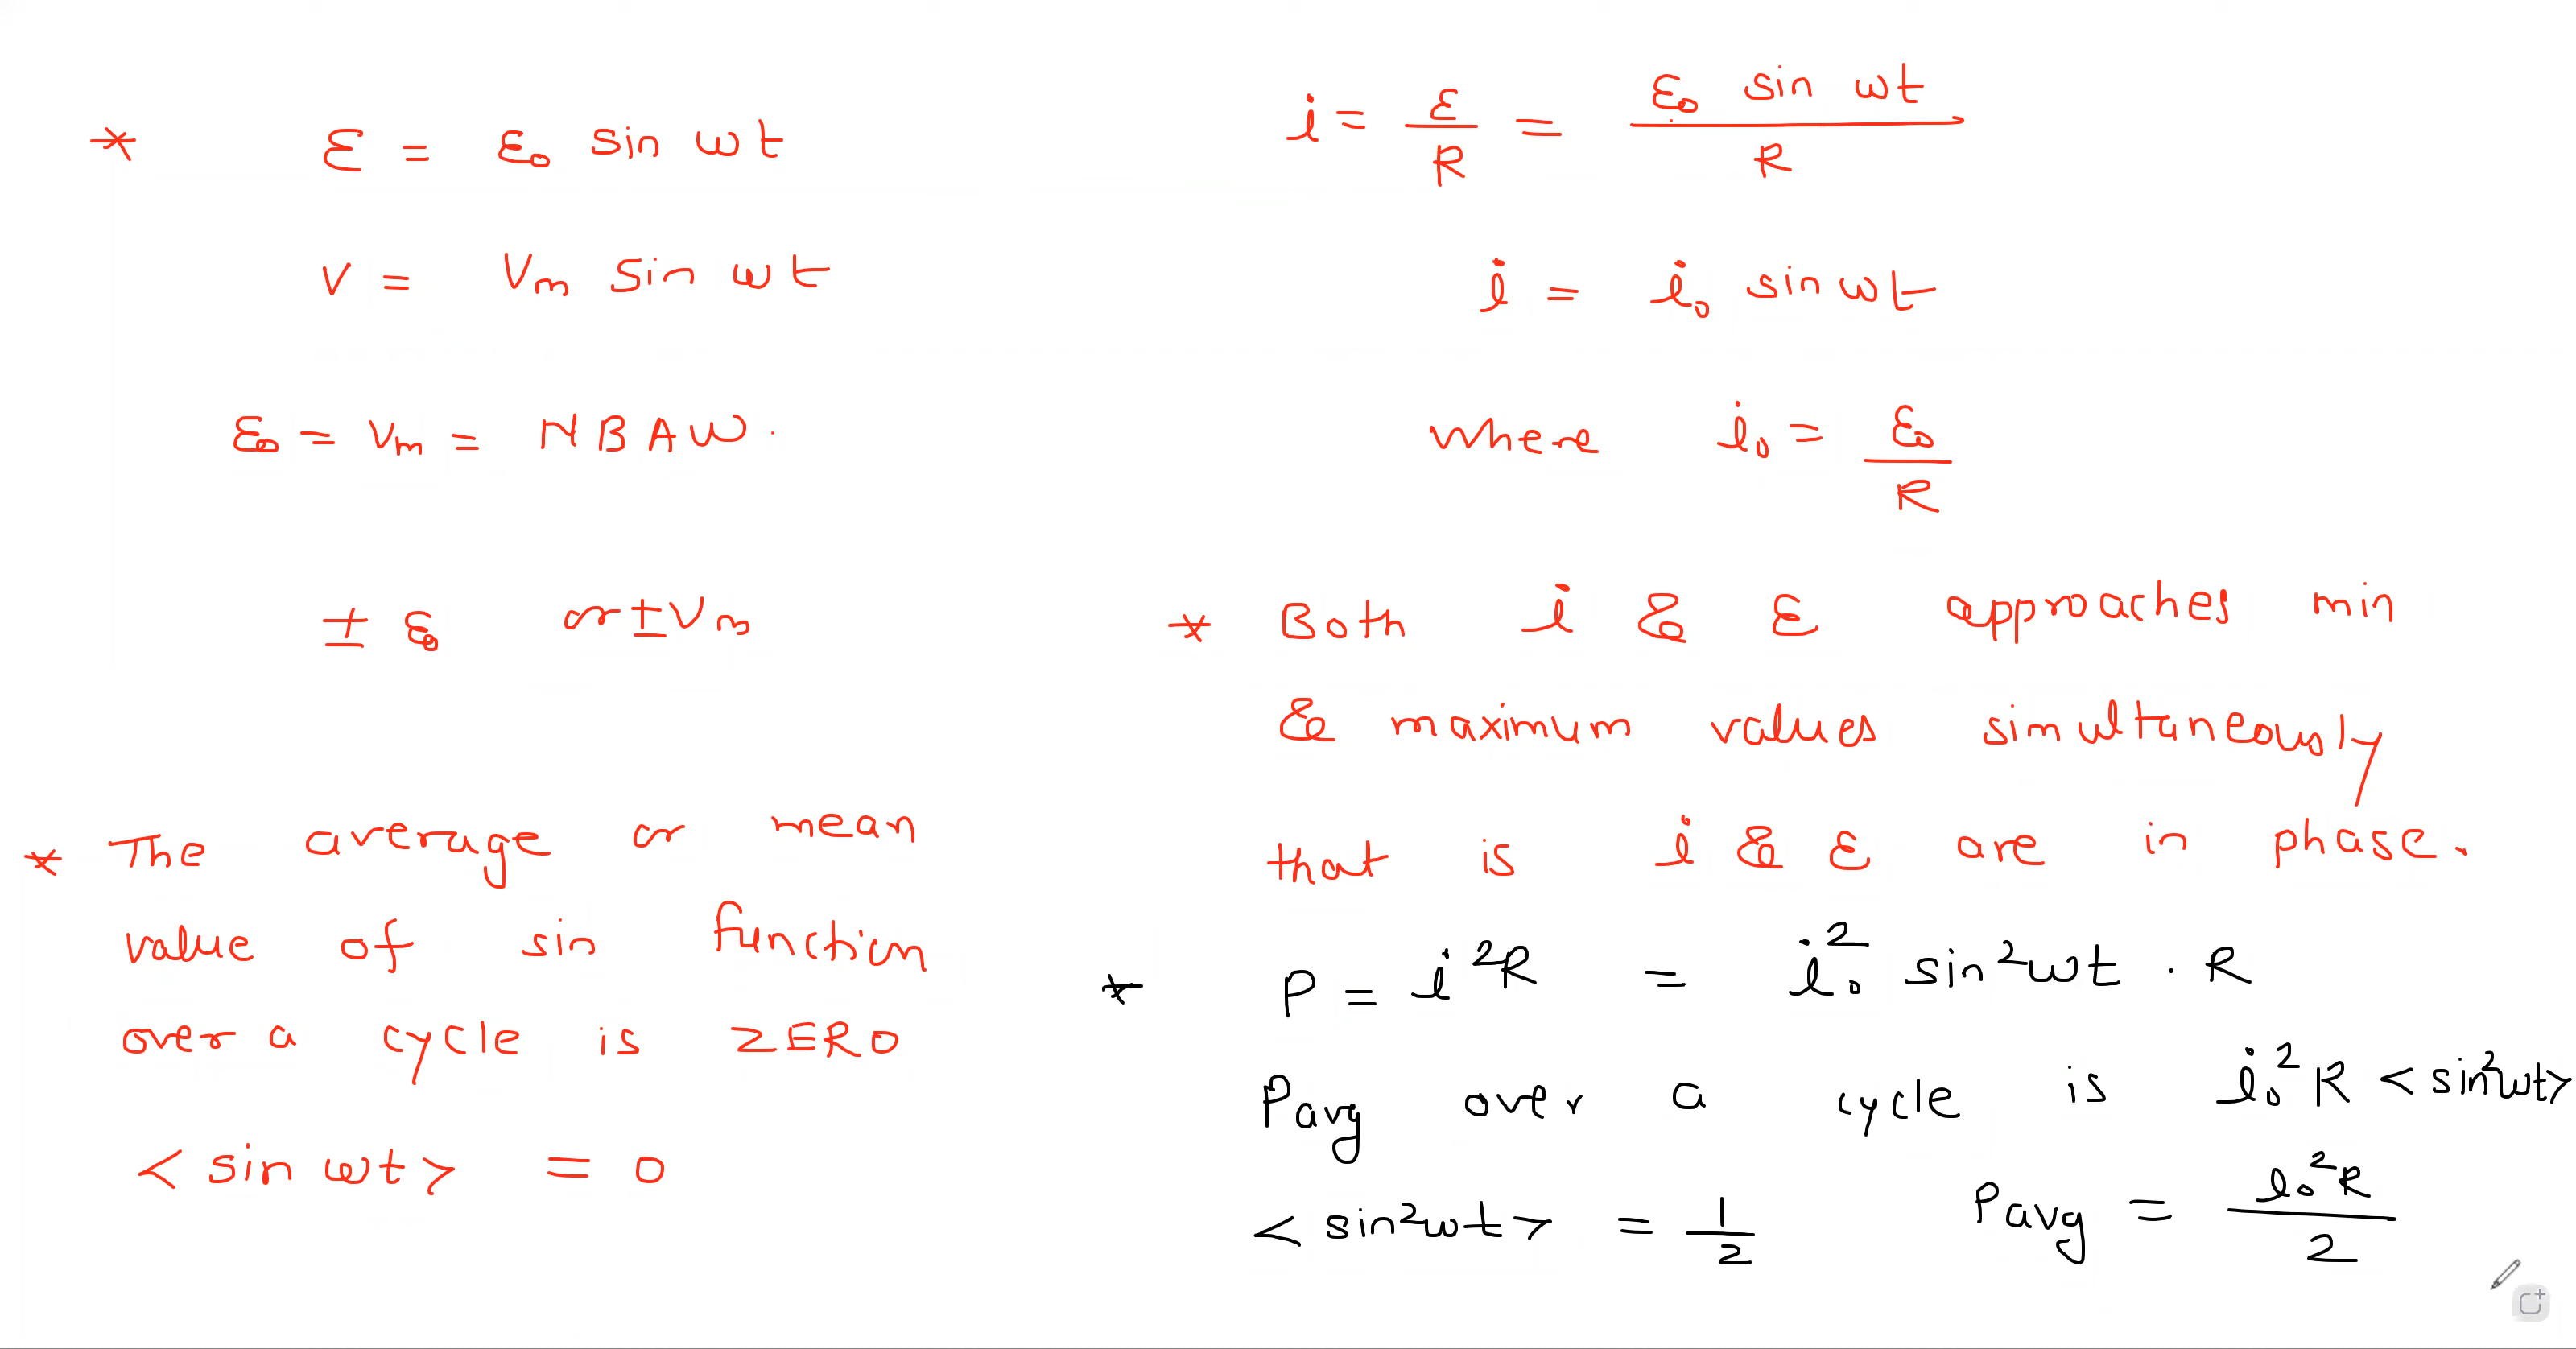 * ε = ε₀ sin ωt
v = Vm sin ωt
ε₀ = Vm = NBAω.
± ε₀ or ± Vm
* The average or mean
value of sin function
over a cycle is ZERO
< sin ωt > = 0
i = ε/R = ε₀ sin ωt / R
i = i₀ sin ωt
where i₀ = ε₀/R
* Both i & ε approaches min
& maximum values simultaneously
that is i & ε are in phase.
* P = i²R = i₀² sin²ωt . R
Pavg over a cycle is i₀²R < sin²ωt >
< sin²ωt > = 1/2 Pavg = i₀²R/2